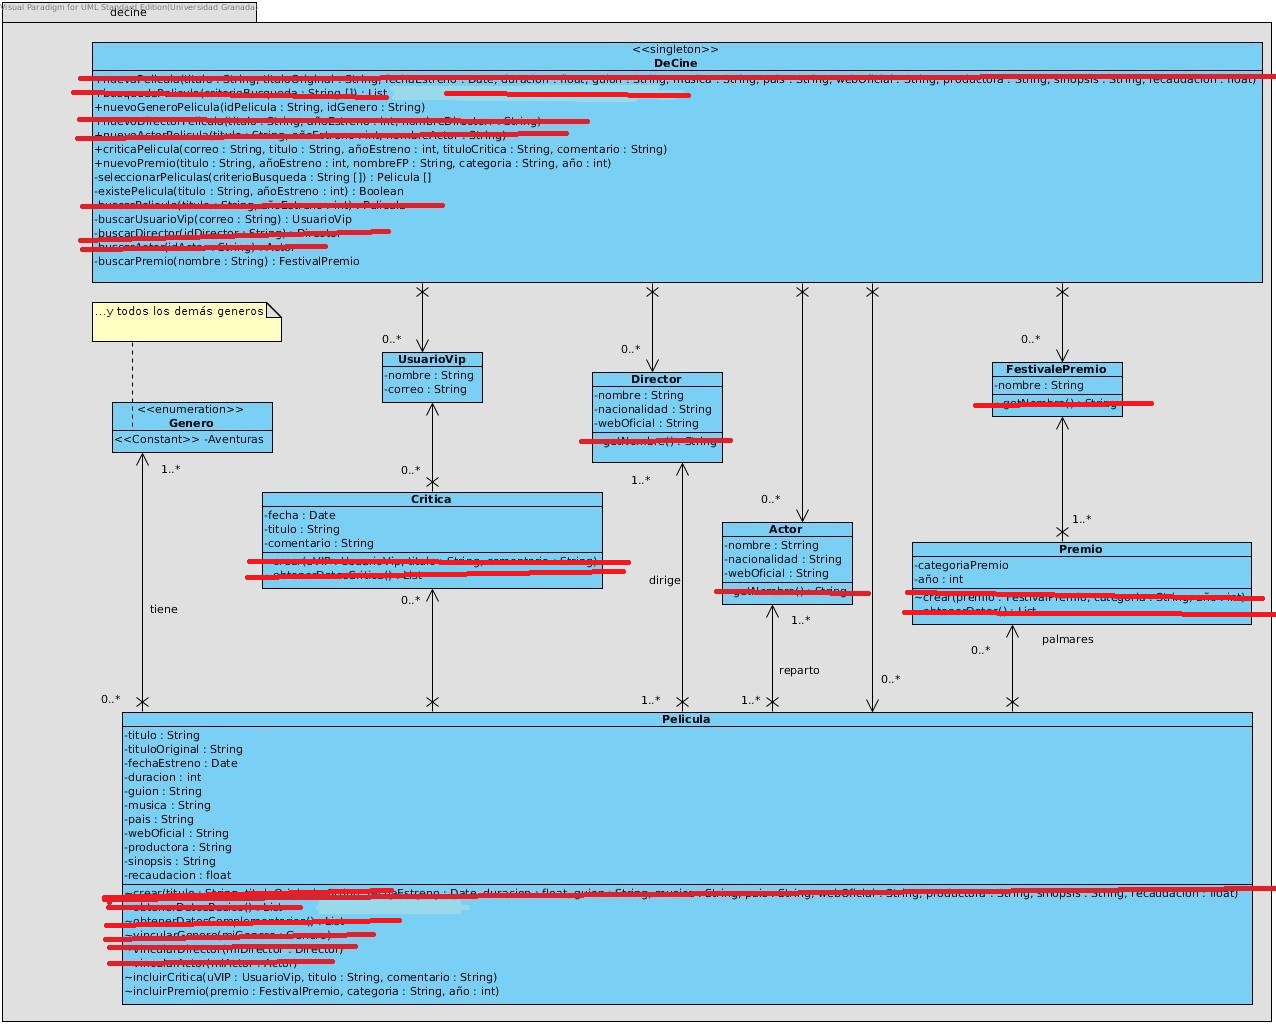 Visual Paradigm for UML Standard Edition(Universidad Granada)
decine
<<singleton>>
DeCine
+nuevaPelicula(titulo : String, tituloOriginal : String, fechaEstreno : Date, duracion : float, guion : String, musica : String, pais : String, webOficial : String, productora : String, sinopsis : String, recaudacion : float)
+busquedaPelicula(criterioBusqueda : String []) : List
+nuevoGeneroPelicula(idPelicula : String, idGenero : String)
+nuevoDirectorPelicula(titulo : String, añoEstreno : int, nombreDirector : String)
+nuevoActorPelicula(titulo : String, añoEstreno : int, nombreActor : String)
+criticaPelicula(correo : String, titulo : String, añoEstreno : int, tituloCritica : String, comentario : String)
+nuevoPremio(titulo : String, añoEstreno : int, nombreFP : String, categoria : String, año : int)
-seleccionarPeliculas(criterioBusqueda : String []) : Pelicula []
-existePelicula(titulo : String, añoEstreno : int) : Boolean
-buscarPelicula(titulo : String, añoEstreno : int) : Pelicula
-buscarUsuarioVip(correo : String) : UsuarioVip
-buscarDirector(idDirector : String) : Director
-buscarActor(idActor : String) : Actor
-buscarPremio(nombre : String) : FestivalPremio
...y todos los demás generos
0..*
0..*
0..*
UsuarioVip
-nombre : String
-correo : String
Director
-nombre : String
-nacionalidad : String
-webOficial : String
getNombre() : String
FestivalePremio
-nombre : String
getNombre() : String
<<enumeration>>
Genero
<<Constant>> -Aventuras
1..*
0..*
1..*
0..*
1..*
Critica
-fecha : Date
-titulo : String
-comentario : String
~crear(uVIP : UsuarioVip, titulo : String, comentario : String)
~obtenerDatosCritica() : List
Actor
-nombre : Strring
-nacionalidad : String
-webOficial : String
getNombre() : String
Premio
-categoriaPremio
-año : int
~crear(premio : FestivalPremio, categoria : String, año : int)
~obtenerDatos() : List
tiene
0..*
dirige
1..*
reparto
0..*
palmares
0..*
0..*
1..*
1..*
Pelicula
-titulo : String
-tituloOriginal : String
-fechaEstreno : Date
-duracion : int
-guion : String
-musica : String
-pais : String
-webOficial : String
-productora : String
-sinopsis : String
-recaudacion : float
~crear(titulo : String, tituloOriginal : String, fechaEstreno : Date, duracion : float, guion : String, musica : String, pais : String, webOficial : String, productora : String, sinopsis : String, recaudacion : float)
~obtenerDatosBasico() : List
~obtenerDatosComplementarios() : List
~vincularGenero(miGenero : Genero)
~vincularDirector(miDirector : Director)
~vincularActor(miActor : Actor)
~incluirCritica(uVIP : UsuarioVip, titulo : String, comentario : String)
~incluirPremio(premio : FestivalPremio, categoria : String, año : int)